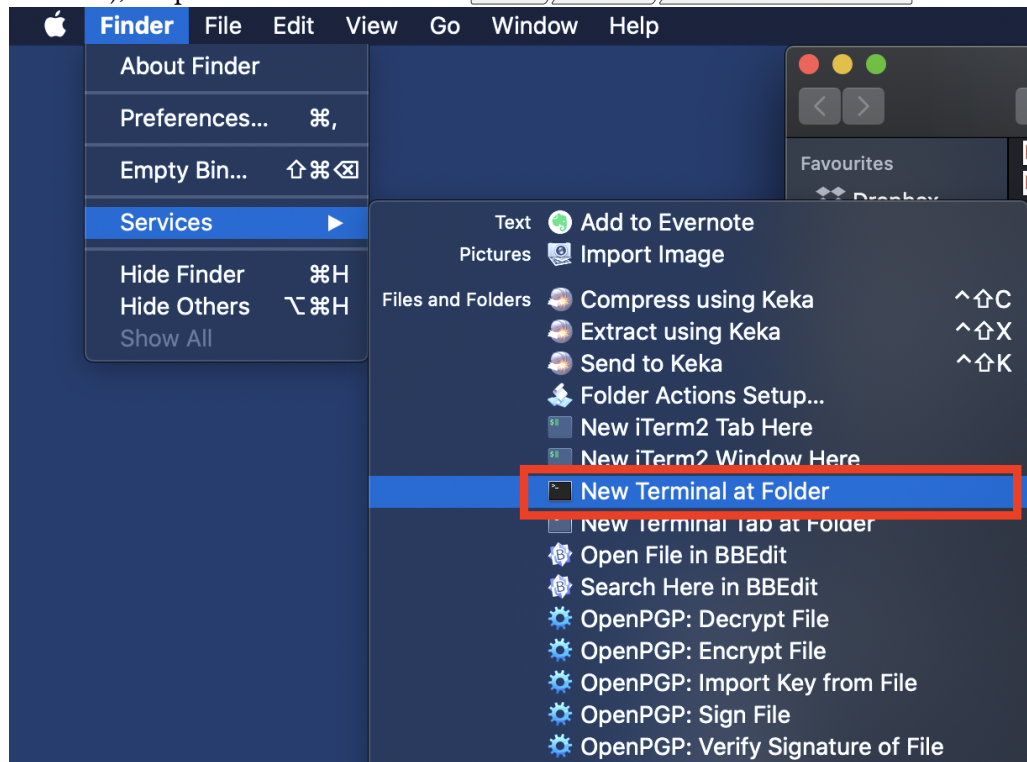 Finder File Edit View Go Window Help
About Finder
Preferences... ⌘,
Empty Bin... ⇧⌘⌫
Services ▶
Hide Finder ⌘H
Hide Others ⌥⌘H
Show All
Favourites
Dropbox
Text Add to Evernote
Pictures Import Image
Files and Folders Compress using Keka ^⇧C
Extract using Keka ^⇧X
Send to Keka ^⇧K
Folder Actions Setup...
New iTerm2 Tab Here
New iTerm2 Window Here
New Terminal at Folder
New Terminal Tab at Folder
Open File in BBEdit
Search Here in BBEdit
OpenPGP: Decrypt File
OpenPGP: Encrypt File
OpenPGP: Import Key from File
OpenPGP: Sign File
OpenPGP: Verify Signature of File